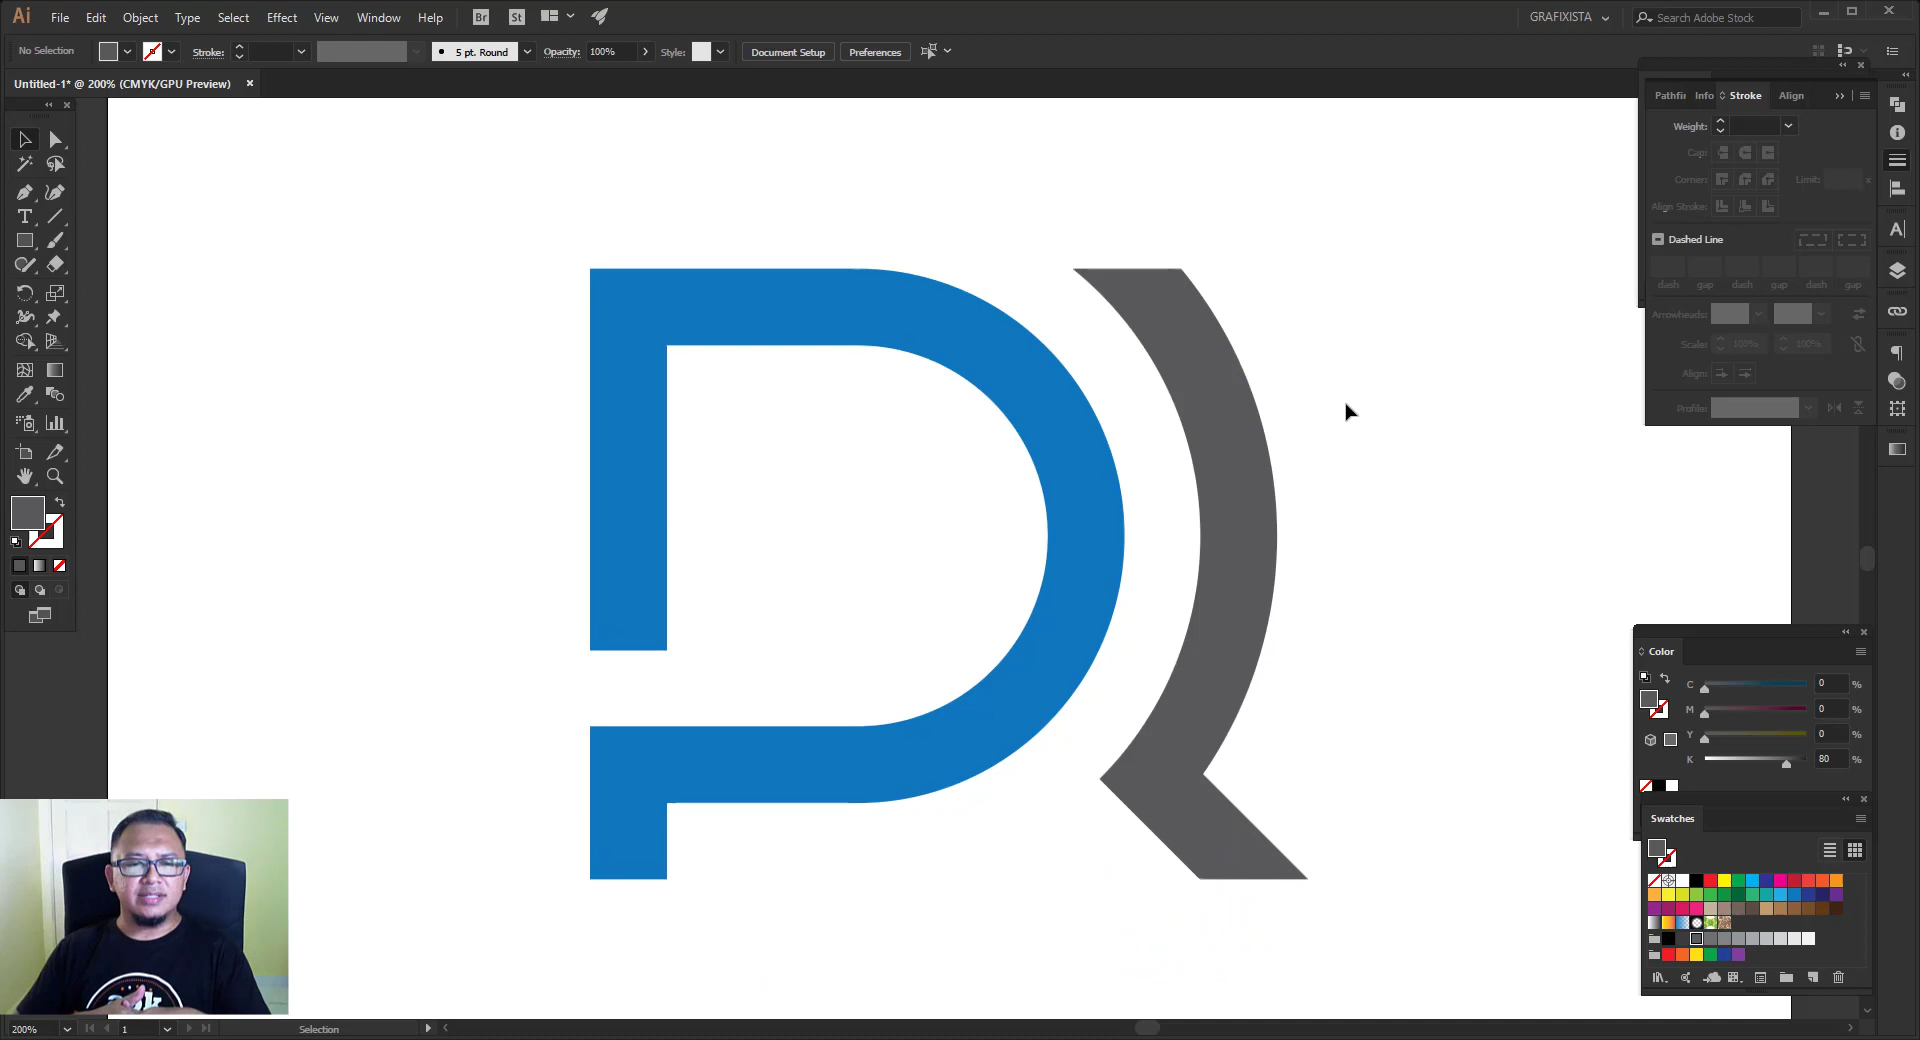 Ai File Edit Object Type Select Effect View Window Help Br St GRAFIXISTA Search Adobe Stock
No Selection Stroke: 5 pt. Round Opacity: 100% Style: Document Setup Preferences
Untitled-1* @ 200% (CMYK/GPU Preview)
Pathfin Info Stroke Align
Weight:
Cap:
Corner: Limit: x
Align Stroke:
Dashed Line
dash gap dash gap dash gap
Arrowheads:
Scale: 100% 100%
Align:
Profile:
PR
Color
C 0 %
M 0 %
Y 0 %
K 80 %
Swatches
200% 1 Selection